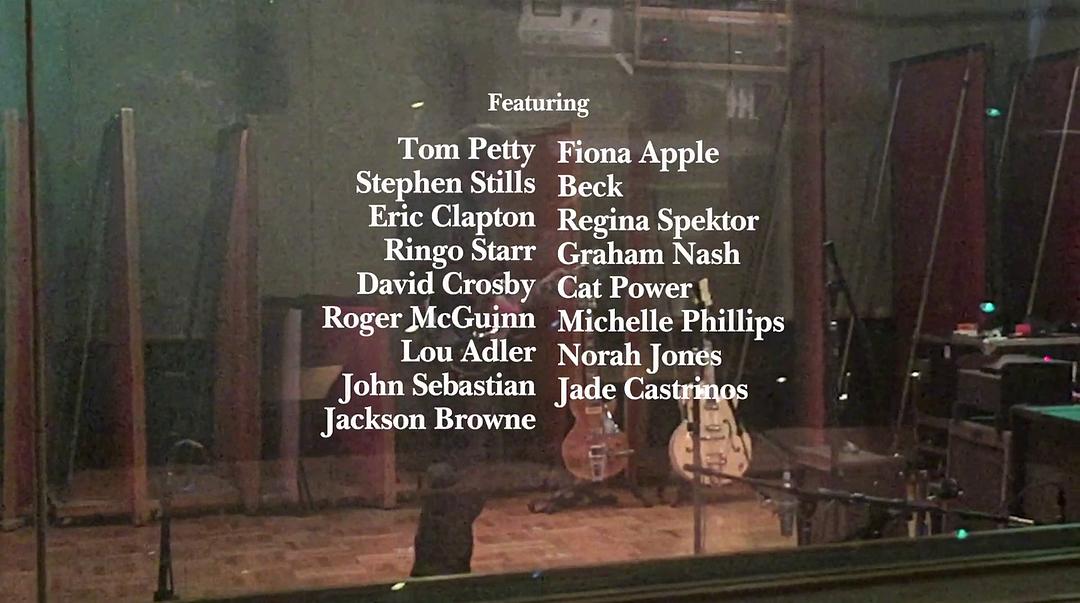 Featuring
Tom Petty
Stephen Stills
Eric Clapton
Ringo Starr
David Crosby
Roger McGuinn
Lou Adler
John Sebastian
Jackson Browne
Fiona Apple
Beck
Regina Spektor
Graham Nash
Cat Power
Michelle Phillips
Norah Jones
Jade Castrinos